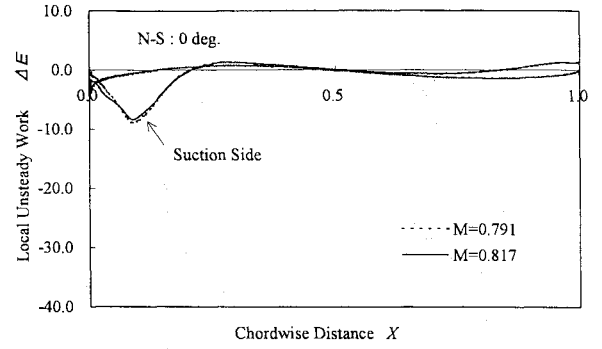 10.0
N-S : 0 deg.
ΔE
0.0
0.0
0.5
1.0
-10.0
Suction Side
Local Unsteady Work
-20.0
M=0.791
-30.0
M=0.817
-40.0
Chordwise Distance X